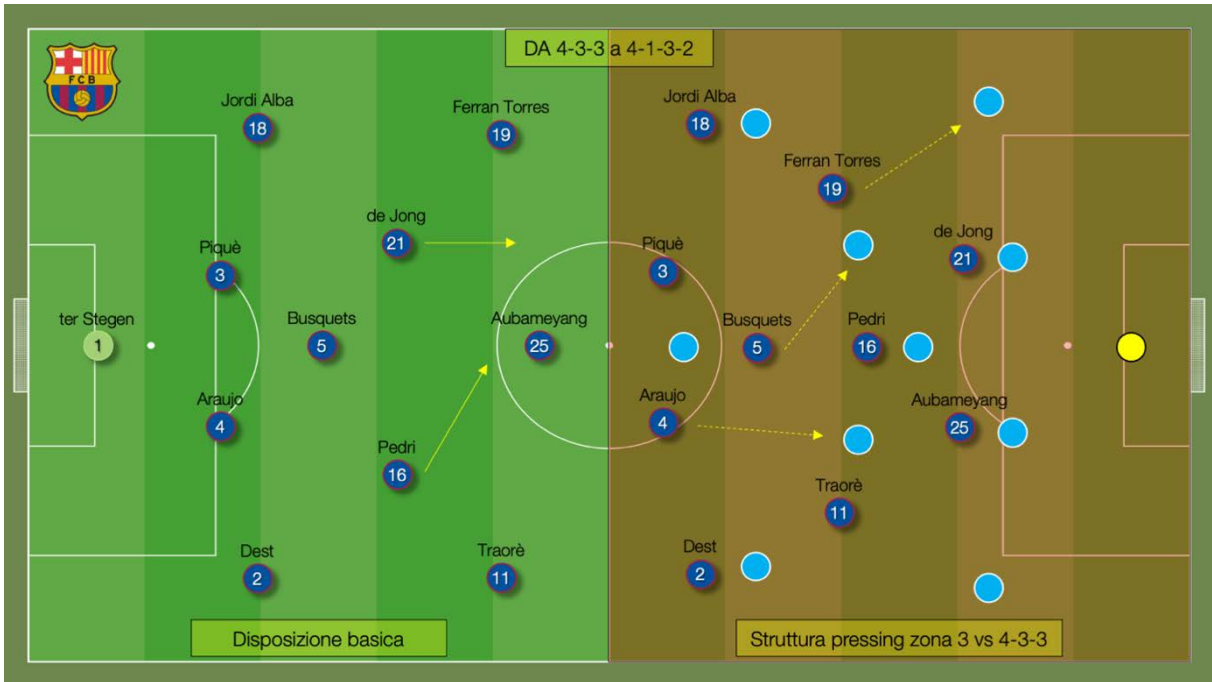 DA 4-3-3 a 4-1-3-2
FCB
Jordi Alba
18
Ferran Torres
19
de Jong
21
Piquè
3
ter Stegen
1
Busquets
5
Aubameyang
25
Araujo
4
Pedri
16
Dest
2
Traorè
11
Disposizione basica
Jordi Alba
18
Ferran Torres
19
de Jong
21
Piquè
3
Busquets
5
Pedri
16
Araujo
4
Aubameyang
25
Traorè
11
Dest
2
Struttura pressing zona 3 vs 4-3-3